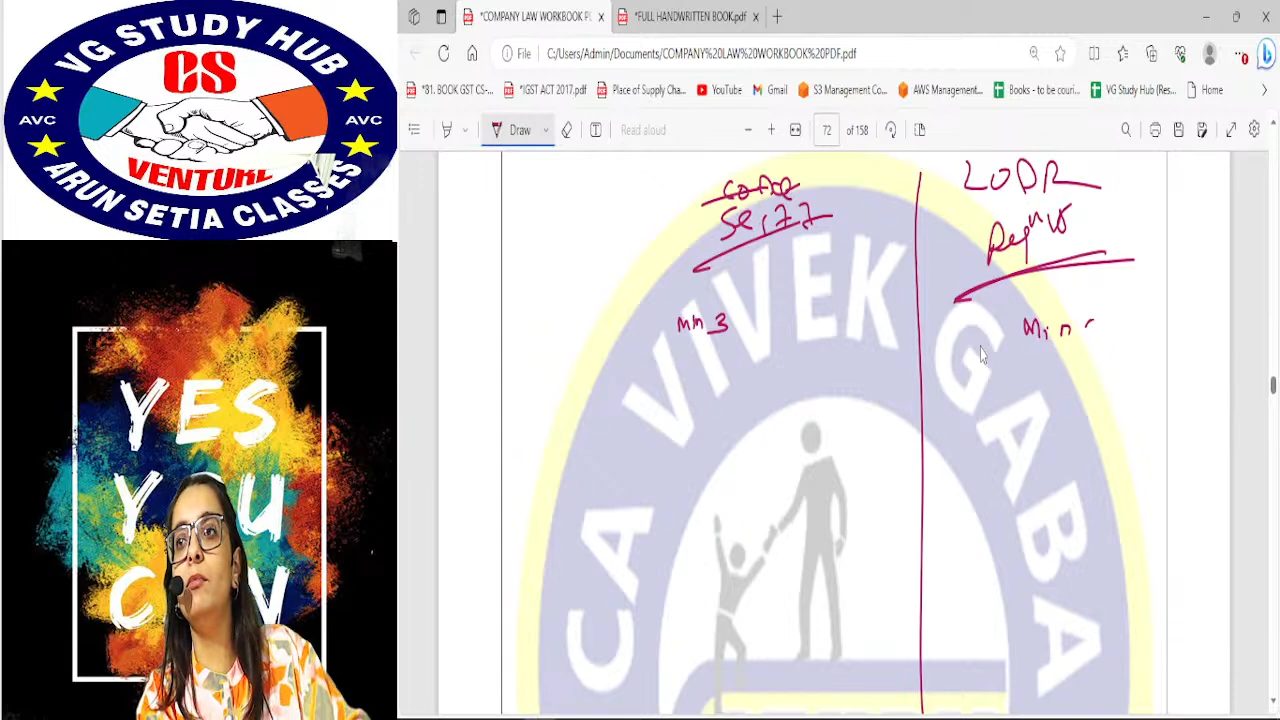 VG STUDY HUB
CS
AVC
AVC
VENTURE
ARUN SETIA CLASSES
YES
YOU
C
*COMPANY LAW WORKBOOK P
*FULL HANDWRITTEN BOOK.pdf
File
C:/Users/Admin/Documents/COMPANY%20LAW%20WORKBOOK%20PDF.pdf
*81. BOOK GST CS-...
*IGST ACT 2017.pdf
Place of Supply Cha...
YouTube
Gmail
S3 Management Co...
AWS Management...
Books - to be couri...
VG Study Hub (Res...
Home
Draw
Read aloud
72 of 158
LODR
Sec 177
Regn 18
Min 3
Min
CA VIVEK GABA